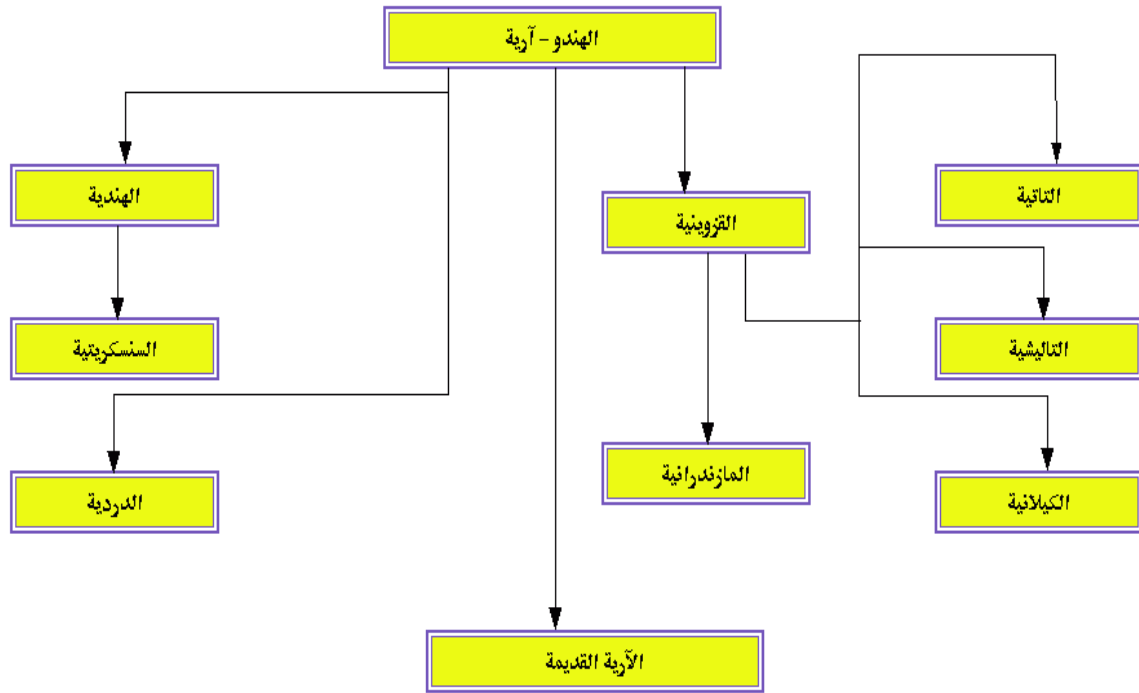 الهندو - آرية
الهندية
القزوينية
التاتية
السنسكريتية
التاليشية
الدردية
المازندرانية
الكيلانية
الآرية القديمة